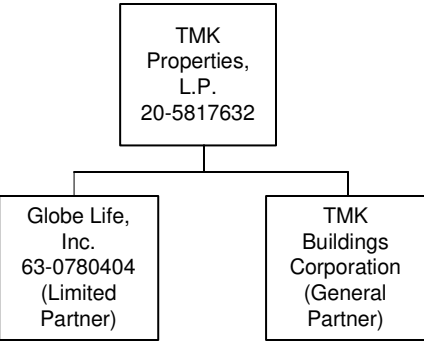 TMK
Properties,
L.P.
20-5817632
Globe Life,
Inc.
63-0780404
(Limited
Partner)
TMK
Buildings
Corporation
(General
Partner)